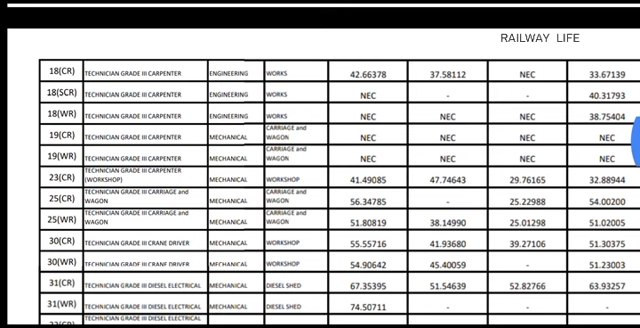 RAILWAY LIFE
18(CR) TECHNICIAN GRADE III CARPENTER ENGINEERING WORKS 42.66378 37.58112 NEC 33.67139
18(SCR) TECHNICIAN GRADE III CARPENTER ENGINEERING WORKS NEC - - 40.31793
18(WR) TECHNICIAN GRADE III CARPENTER ENGINEERING WORKS NEC NEC NEC 38.75404
19(CR) TECHNICIAN GRADE III CARPENTER MECHANICAL CARRIAGE and WAGON NEC NEC NEC NEC
19(WR) TECHNICIAN GRADE III CARPENTER MECHANICAL CARRIAGE and WAGON NEC NEC NEC NEC
23(CR) TECHNICIAN GRADE III CARPENTER (WORKSHOP) MECHANICAL WORKSHOP 41.49085 47.74643 29.76165 32.88944
25(CR) TECHNICIAN GRADE III CARRIAGE and WAGON MECHANICAL CARRIAGE and WAGON 56.34785 - 25.22988 54.00200
25(WR) TECHNICIAN GRADE III CARRIAGE and WAGON MECHANICAL CARRIAGE and WAGON 51.80819 38.14990 25.01298 51.02005
30(CR) TECHNICIAN GRADE III CRANE DRIVER MECHANICAL WORKSHOP 55.55716 41.93680 39.27106 51.30375
30(WR) TECHNICIAN GRADE III CRANE DRIVER MECHANICAL WORKSHOP 54.90642 45.40059 - 51.23003
31(CR) TECHNICIAN GRADE III DIESEL ELECTRICAL MECHANICAL DIESEL SHED 67.35395 51.54639 52.82766 63.93257
31(WR) TECHNICIAN GRADE III DIESEL ELECTRICAL MECHANICAL DIESEL SHED 74.50711 - - -
TECHNICIAN GRADE III DIESEL ELECTRICAL